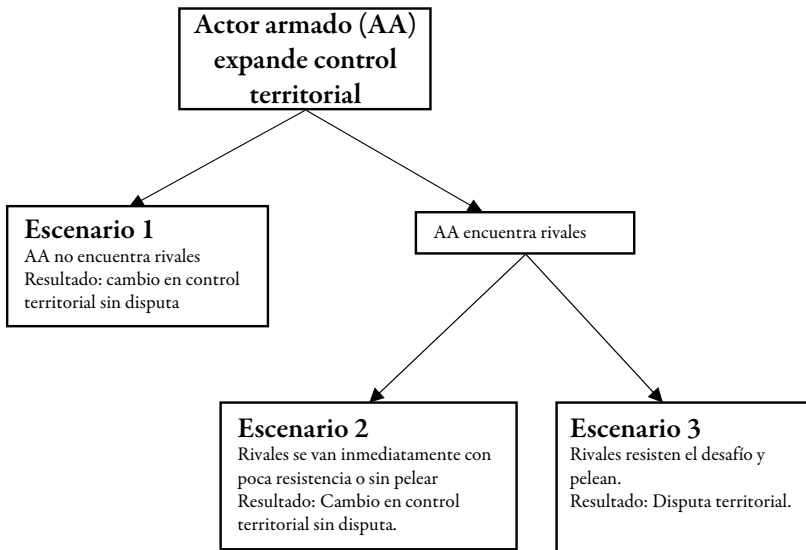 Actor armado (AA)
expande control
territorial
Escenario 1
AA no encuentra rivales
Resultado: cambio en control
territorial sin disputa
AA encuentra rivales
Escenario 2
Rivales se van inmediatamente con
poca resistencia o sin pelear
Resultado: Cambio en control
territorial sin disputa.
Escenario 3
Rivales resisten el desafío y
pelean.
Resultado: Disputa territorial.